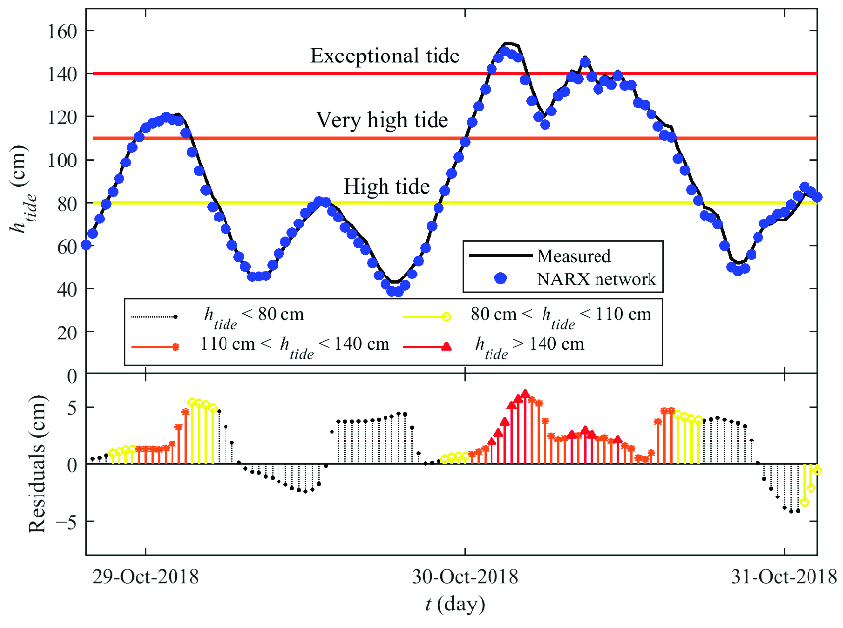 160
140
120
100
80
60
40
20
0
h_tide (cm)
Exceptional tide
Very high tide
High tide
Measured
NARX network
h_tide < 80 cm
80 cm < h_tide < 110 cm
110 cm < h_tide < 140 cm
h_tide > 140 cm
5
0
−5
Residuals (cm)
29-Oct-2018 30-Oct-2018 31-Oct-2018
t (day)